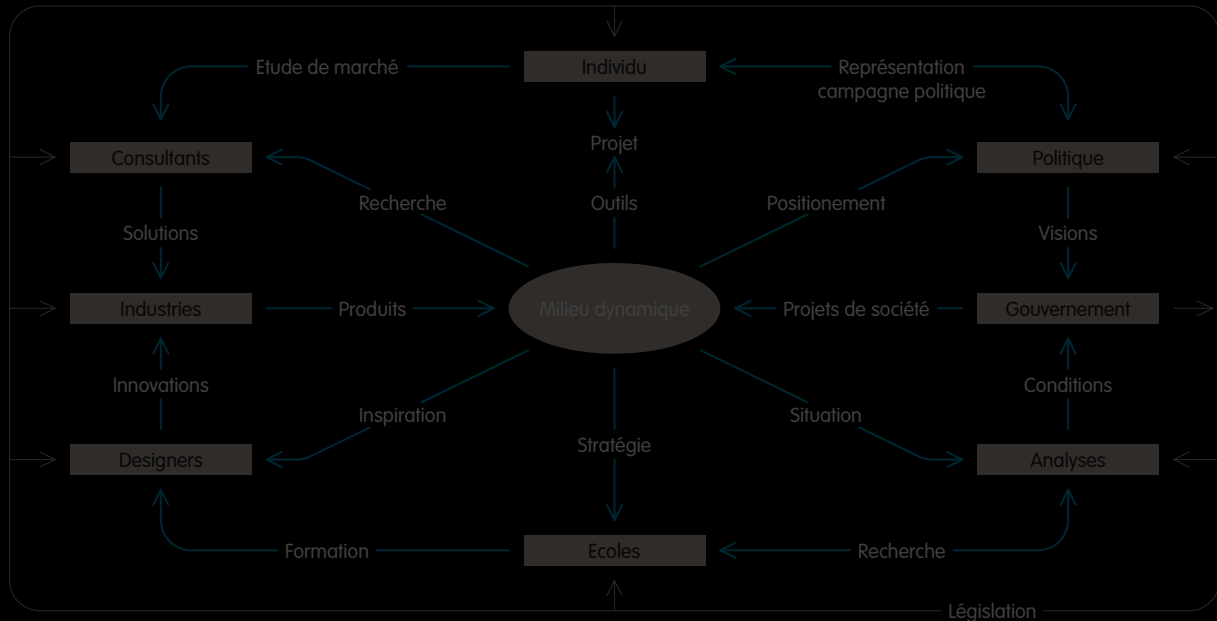 Individu
Etude de marché
Représentation
campagne politique
Projet
Consultants
Politique
Recherche
Outils
Positionement
Solutions
Visions
Industries
Produits
Milieu dynamique
Projets de société
Gouvernement
Innovations
Conditions
Inspiration
Situation
Stratégie
Designers
Analyses
Formation
Ecoles
Recherche
Législation